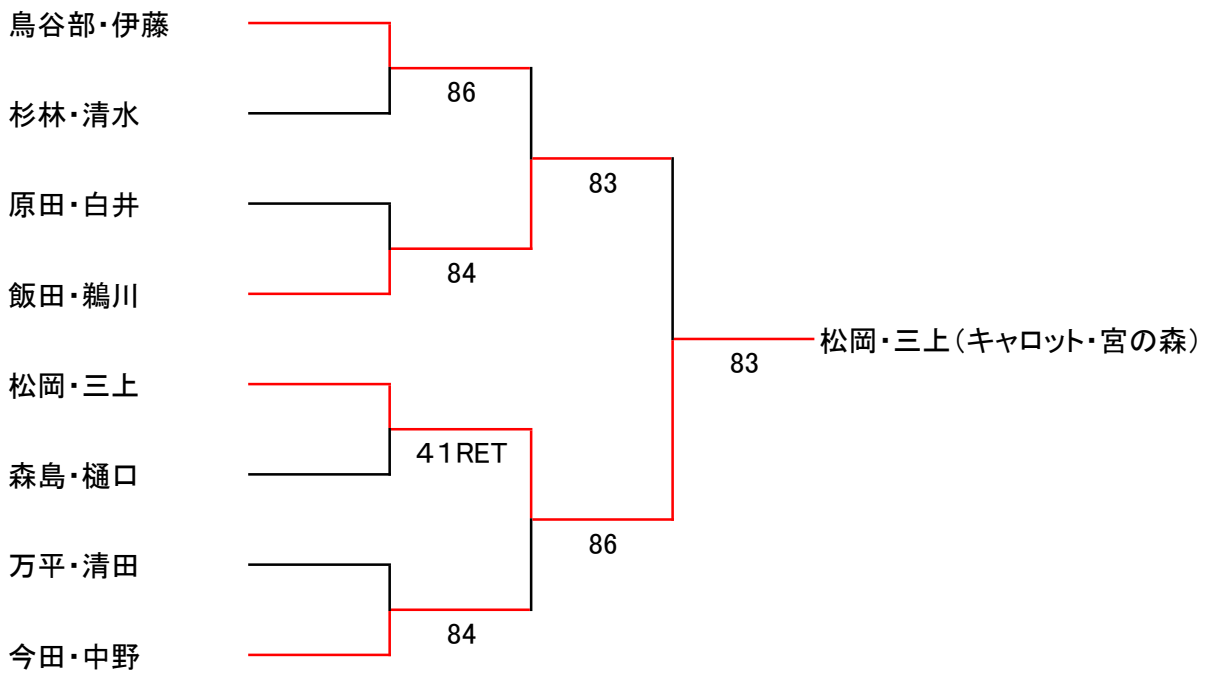 鳥谷部・伊藤
86
杉林・清水
83
原田・白井
84
飯田・鵜川
松岡・三上(キャロット・宮の森)
83
松岡・三上
41RET
森島・樋口
86
万平・清田
84
今田・中野